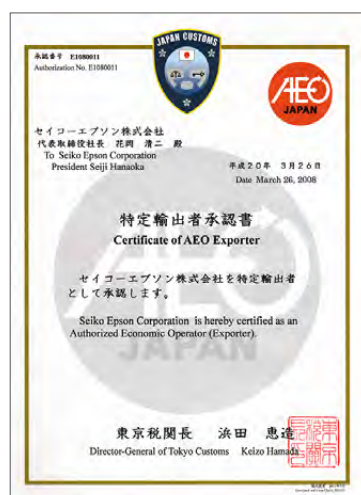 JAPAN CUSTOMS
承認番号 E1080011
Authorization No. E1080011
AEO
JAPAN
セイコーエプソン株式会社
代表取締役社長 花岡 清二 殿
To Seiko Epson Corporation
President Seiji Hanaoka
平成20年 3月26日
Date March 26, 2008
特定輸出者承認書
Certificate of AEO Exporter
セイコーエプソン株式会社を特定輸出者
として承認します。
Seiko Epson Corporation is hereby certified as an
Authorized Economic Operator (Exporter).
JAPAN
東京税関長 浜田 恵造
Director-General of Tokyo Customs Keizo Hamada